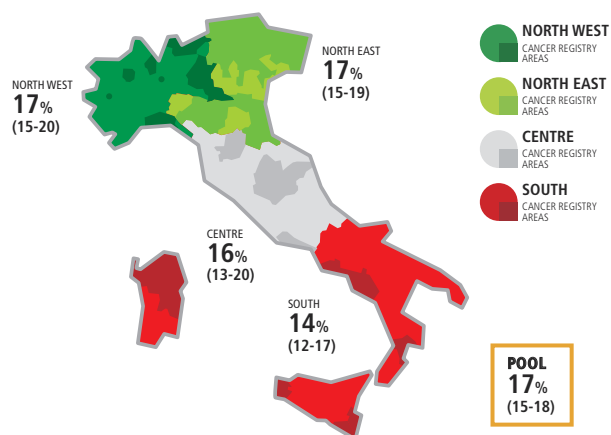 NORTH WEST
17%
(15-20)
NORTH EAST
17%
(15-19)
CENTRE
16%
(13-20)
SOUTH
14%
(12-17)
NORTH WEST
CANCER REGISTRY
AREAS
NORTH EAST
CANCER REGISTRY
AREAS
CENTRE
CANCER REGISTRY
AREAS
SOUTH
CANCER REGISTRY
AREAS
POOL
17%
(15-18)